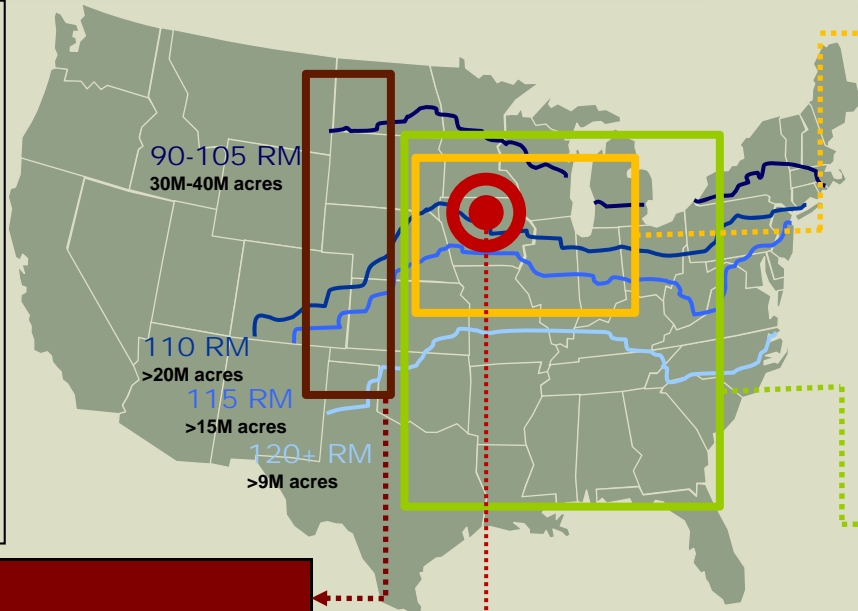 90-105 RM
30M-40M acres
110 RM
>20M acres
115 RM
>15M acres
120+ RM
>9M acres